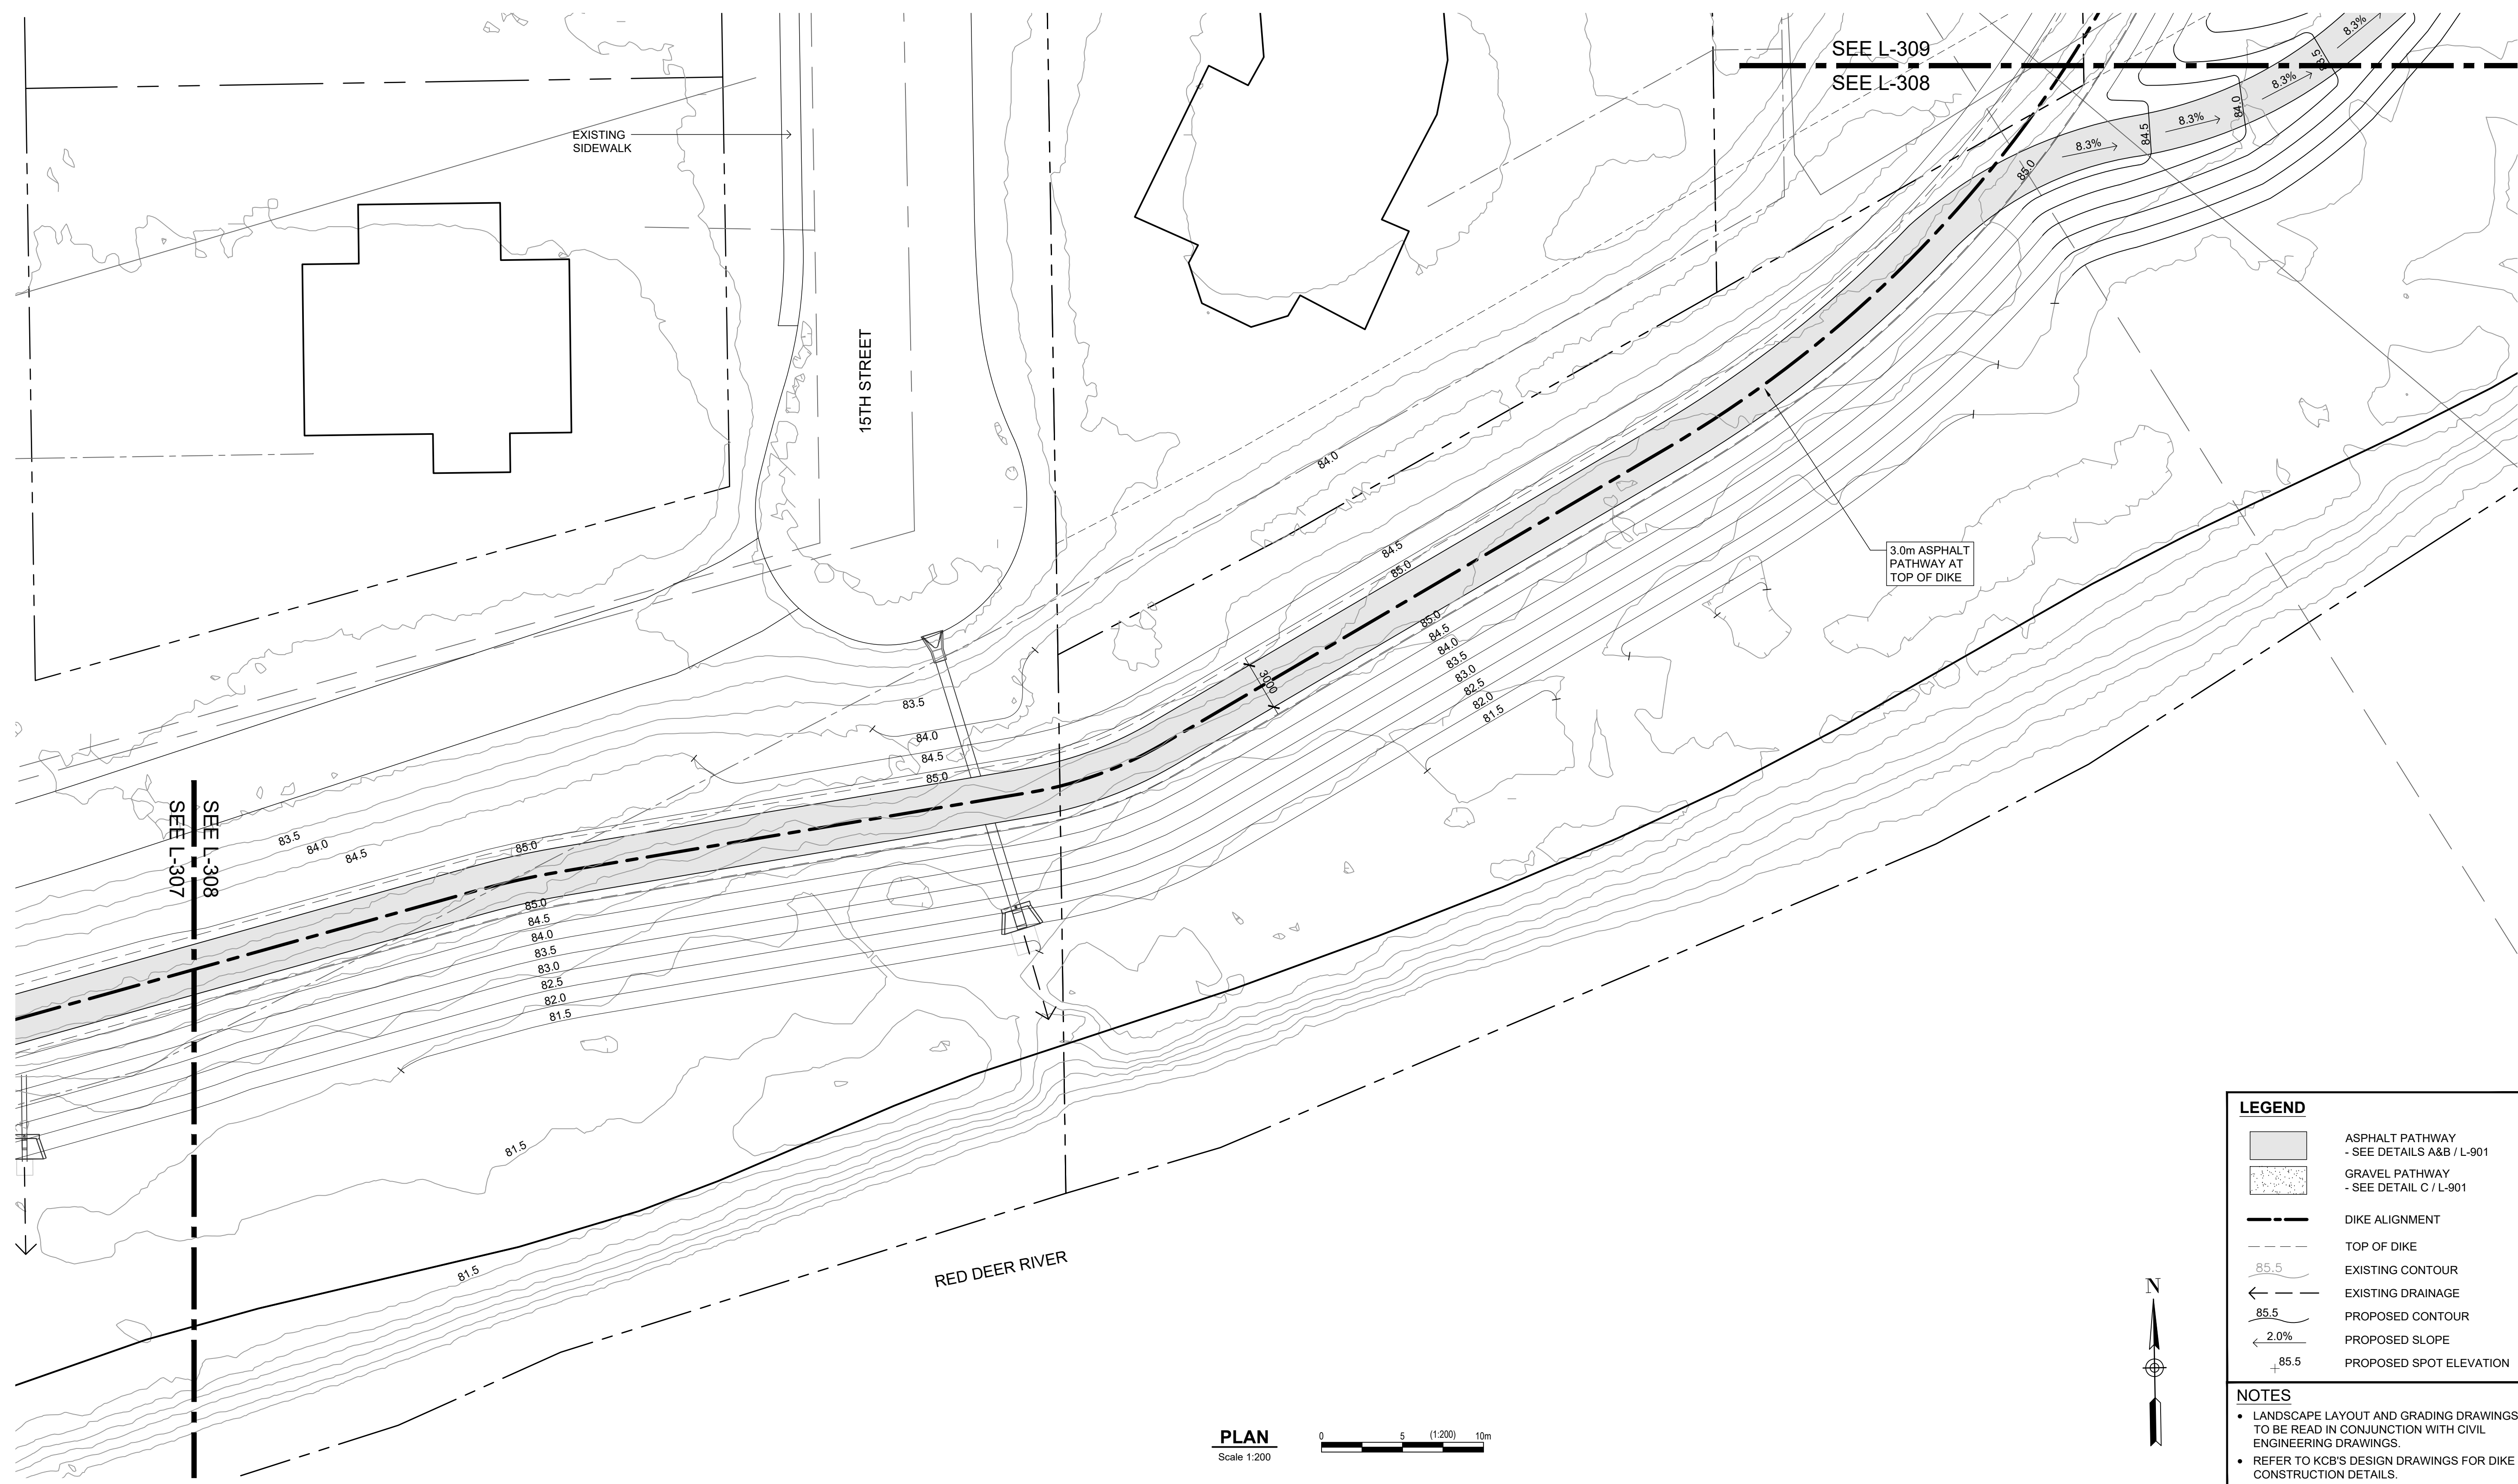 SEE L-309
SEE L-308
8.3%
8.3%
8.3%
8.3%
83.5
84.0
84.5
85.0
EXISTING
SIDEWALK
15TH STREET
84.0
84.5
85.0
3.0m ASPHALT
PATHWAY AT
TOP OF DIKE
85.0
84.5
84.0
83.5
83.0
82.5
82.0
81.5
3000
83.5
84.0
84.5
85.0
SEE L-308
SEE L-307
83.5
84.0
84.5
85.0
85.0
84.5
84.0
83.5
83.0
82.5
82.0
81.5
81.5
81.5
RED DEER RIVER
N
PLAN
Scale 1:200
0 5 (1:200) 10m
LEGEND
ASPHALT PATHWAY
- SEE DETAILS A&B / L-901
GRAVEL PATHWAY
- SEE DETAIL C / L-901
DIKE ALIGNMENT
TOP OF DIKE
85.5 EXISTING CONTOUR
EXISTING DRAINAGE
85.5 PROPOSED CONTOUR
2.0% PROPOSED SLOPE
85.5 PROPOSED SPOT ELEVATION
NOTES
• LANDSCAPE LAYOUT AND GRADING DRAWINGS
TO BE READ IN CONJUNCTION WITH CIVIL
ENGINEERING DRAWINGS.
• REFER TO KCB'S DESIGN DRAWINGS FOR DIKE
CONSTRUCTION DETAILS.